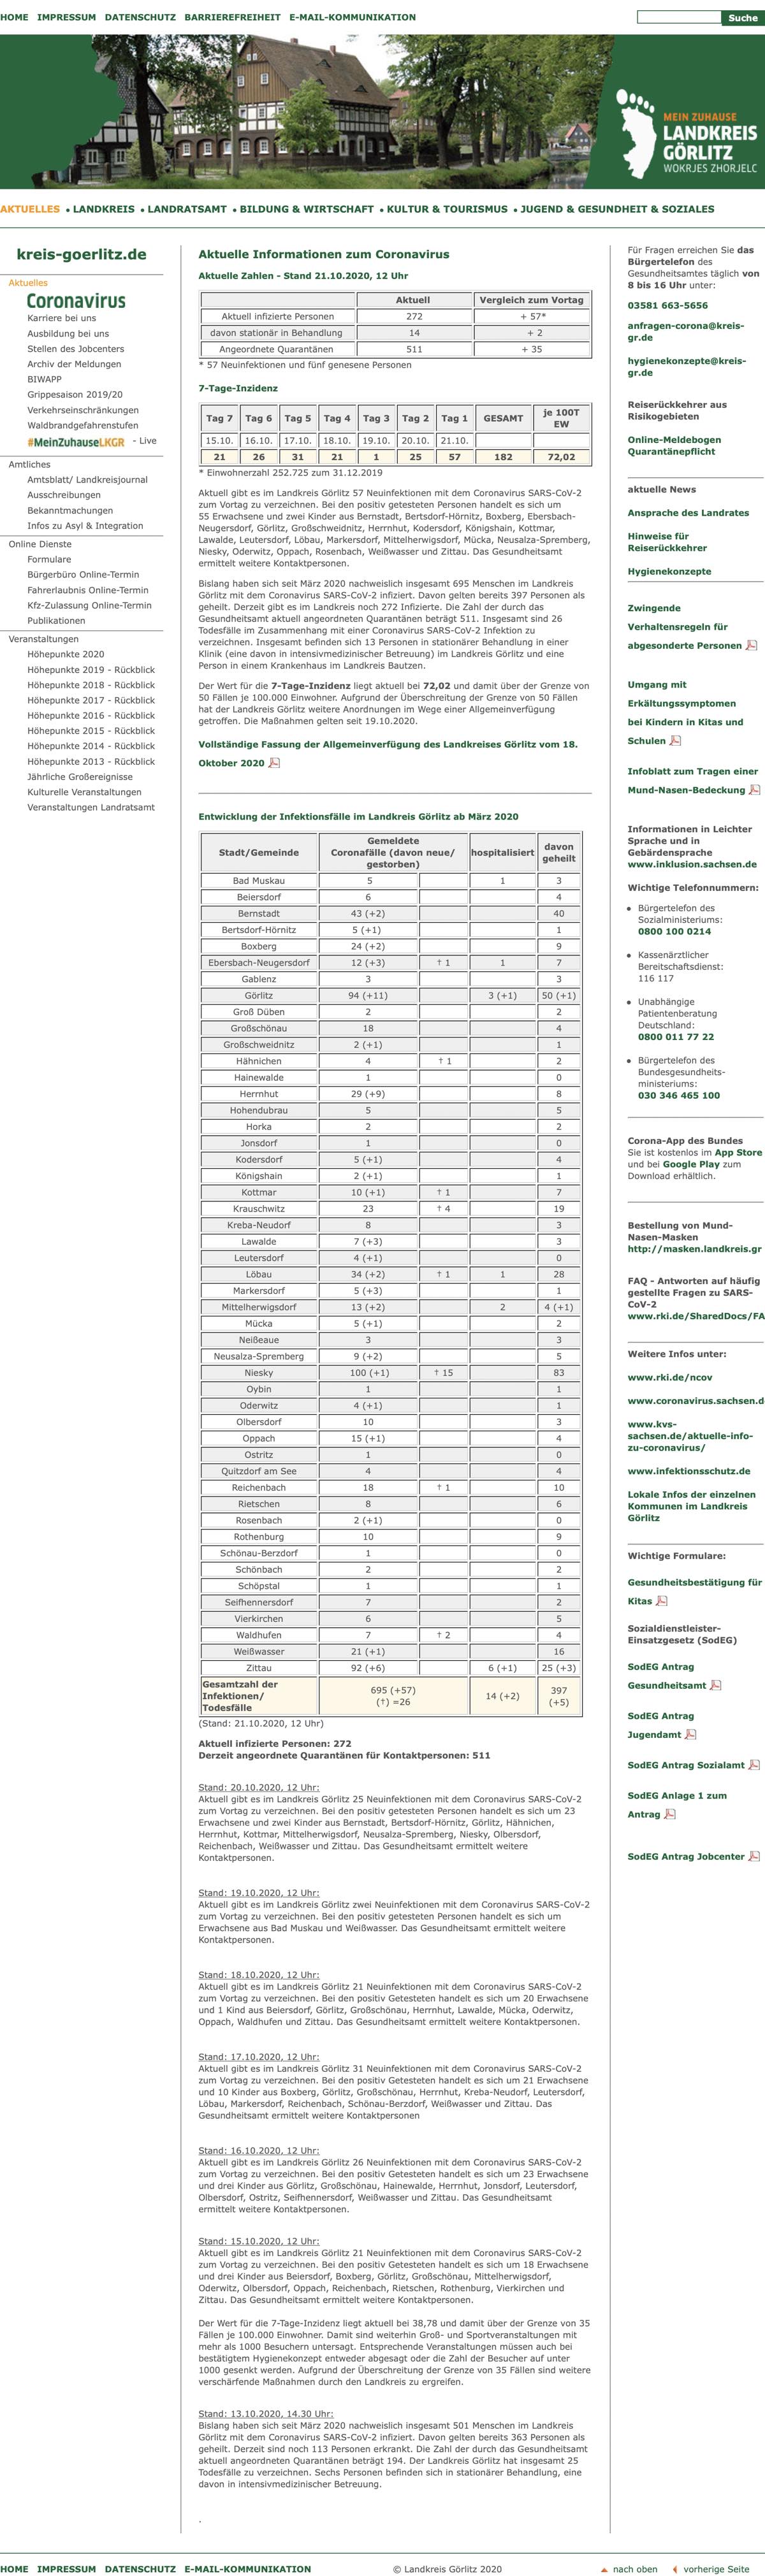 HOME IMPRESSUM DATENSCHUTZ BARRIEREFREIHEIT E-MAIL-KOMMUNIKATION
Suche
MEIN ZUHAUSE
LANDKREIS
GÖRLITZ
WOKRJES ZHORJELC
AKTUELLES • LANDKREIS • LANDRATSAMT • BILDUNG & WIRTSCHAFT • KULTUR & TOURISMUS • JUGEND & GESUNDHEIT & SOZIALES
kreis-goerlitz.de
Aktuelles
Coronavirus
Karriere bei uns
Ausbildung bei uns
Stellen des Jobcenters
Archiv der Meldungen
BIWAPP
Grippesaison 2019/20
Verkehrseinschränkungen
Waldbrandgefahrenstufen
#MeinZuhauseLKGR - Live
Amtliches
Amtsblatt/ Landkreisjournal
Ausschreibungen
Bekanntmachungen
Infos zu Asyl & Integration
Online Dienste
Formulare
Bürgerbüro Online-Termin
Fahrerlaubnis Online-Termin
Kfz-Zulassung Online-Termin
Publikationen
Veranstaltungen
Höhepunkte 2020
Höhepunkte 2019 - Rückblick
Höhepunkte 2018 - Rückblick
Höhepunkte 2017 - Rückblick
Höhepunkte 2016 - Rückblick
Höhepunkte 2015 - Rückblick
Höhepunkte 2014 - Rückblick
Höhepunkte 2013 - Rückblick
Jährliche Großereignisse
Kulturelle Veranstaltungen
Veranstaltungen Landratsamt
Aktuelle Informationen zum Coronavirus
Aktuelle Zahlen - Stand 21.10.2020, 12 Uhr
Aktuell Vergleich zum Vortag
Aktuell infizierte Personen 272 + 57*
davon stationär in Behandlung 14 + 2
Angeordnete Quarantänen 511 + 35
* 57 Neuinfektionen und fünf genesene Personen
7-Tage-Inzidenz
Tag 7 Tag 6 Tag 5 Tag 4 Tag 3 Tag 2 Tag 1 GESAMT je 100T EW
15.10. 16.10. 17.10. 18.10. 19.10. 20.10. 21.10.
21 26 31 21 1 25 57 182 72,02
* Einwohnerzahl 252.725 zum 31.12.2019
Aktuell gibt es im Landkreis Görlitz 57 Neuinfektionen mit dem Coronavirus SARS-CoV-2
zum Vortag zu verzeichnen. Bei den positiv getesteten Personen handelt es sich um
55 Erwachsene und zwei Kinder aus Bernstadt, Bertsdorf-Hörnitz, Boxberg, Ebersbach-
Neugersdorf, Görlitz, Großschweidnitz, Herrnhut, Kodersdorf, Königshain, Kottmar,
Lawalde, Leutersdorf, Löbau, Markersdorf, Mittelherwigsdorf, Mücka, Neusalza-Spremberg,
Niesky, Oderwitz, Oppach, Rosenbach, Weißwasser und Zittau. Das Gesundheitsamt
ermittelt weitere Kontaktpersonen.
Bislang haben sich seit März 2020 nachweislich insgesamt 695 Menschen im Landkreis
Görlitz mit dem Coronavirus SARS-CoV-2 infiziert. Davon gelten bereits 397 Personen als
geheilt. Derzeit gibt es im Landkreis noch 272 Infizierte. Die Zahl der durch das
Gesundheitsamt aktuell angeordneten Quarantänen beträgt 511. Insgesamt sind 26
Todesfälle im Zusammenhang mit einer Coronavirus SARS-CoV-2 Infektion zu
verzeichnen. Insgesamt befinden sich 13 Personen in stationärer Behandlung in einer
Klinik (eine davon in intensivmedizinischer Betreuung) im Landkreis Görlitz und eine
Person in einem Krankenhaus im Landkreis Bautzen.
Der Wert für die 7-Tage-Inzidenz liegt aktuell bei 72,02 und damit über der Grenze von
50 Fällen je 100.000 Einwohner. Aufgrund der Überschreitung der Grenze von 50 Fällen
hat der Landkreis Görlitz weitere Anordnungen im Wege einer Allgemeinverfügung
getroffen. Die Maßnahmen gelten seit 19.10.2020.
Vollständige Fassung der Allgemeinverfügung des Landkreises Görlitz vom 18.
Oktober 2020
Entwicklung der Infektionsfälle im Landkreis Görlitz ab März 2020
Stadt/Gemeinde Gemeldete Coronafälle (davon neue/ gestorben) hospitalisiert davon geheilt
Bad Muskau 5 1 3
Beiersdorf 6 4
Bernstadt 43 (+2) 40
Bertsdorf-Hörnitz 5 (+1) 1
Boxberg 24 (+2) 9
Ebersbach-Neugersdorf 12 (+3) † 1 1 7
Gablenz 3 3
Görlitz 94 (+11) 3 (+1) 50 (+1)
Groß Düben 2 2
Großschönau 18 4
Großschweidnitz 2 (+1) 1
Hähnichen 4 † 1 2
Hainewalde 1 0
Herrnhut 29 (+9) 8
Hohendubrau 5 5
Horka 2 2
Jonsdorf 1 0
Kodersdorf 5 (+1) 4
Königshain 2 (+1) 1
Kottmar 10 (+1) † 1 7
Krauschwitz 23 † 4 19
Kreba-Neudorf 8 3
Lawalde 7 (+3) 3
Leutersdorf 4 (+1) 0
Löbau 34 (+2) † 1 1 28
Markersdorf 5 (+3) 1
Mittelherwigsdorf 13 (+2) 2 4 (+1)
Mücka 5 (+1) 2
Neißeaue 3 3
Neusalza-Spremberg 9 (+2) 5
Niesky 100 (+1) † 15 83
Oybin 1 1
Oderwitz 4 (+1) 1
Olbersdorf 10 3
Oppach 15 (+1) 4
Ostritz 1 0
Quitzdorf am See 4 4
Reichenbach 18 † 1 10
Rietschen 8 6
Rosenbach 2 (+1) 0
Rothenburg 10 9
Schönau-Berzdorf 1 0
Schönbach 2 2
Schöpstal 1 1
Seifhennersdorf 7 2
Vierkirchen 6 5
Waldhufen 7 † 2 4
Weißwasser 21 (+1) 16
Zittau 92 (+6) 6 (+1) 25 (+3)
Gesamtzahl der Infektionen/ Todesfälle 695 (+57) (†) =26 14 (+2) 397 (+5)
(Stand: 21.10.2020, 12 Uhr)
Aktuell infizierte Personen: 272
Derzeit angeordnete Quarantänen für Kontaktpersonen: 511
Stand: 20.10.2020, 12 Uhr:
Aktuell gibt es im Landkreis Görlitz 25 Neuinfektionen mit dem Coronavirus SARS-CoV-2
zum Vortag zu verzeichnen. Bei den positiv getesteten Personen handelt es sich um 23
Erwachsene und zwei Kinder aus Bernstadt, Bertsdorf-Hörnitz, Görlitz, Hähnichen,
Herrnhut, Kottmar, Mittelherwigsdorf, Neusalza-Spremberg, Niesky, Olbersdorf,
Reichenbach, Weißwasser und Zittau. Das Gesundheitsamt ermittelt weitere
Kontaktpersonen.
Stand: 19.10.2020, 12 Uhr:
Aktuell gibt es im Landkreis Görlitz zwei Neuinfektionen mit dem Coronavirus SARS-CoV-2
zum Vortag zu verzeichnen. Bei den positiv getesteten Personen handelt es sich um
Erwachsene aus Bad Muskau und Weißwasser. Das Gesundheitsamt ermittelt weitere
Kontaktpersonen.
Stand: 18.10.2020, 12 Uhr:
Aktuell gibt es im Landkreis Görlitz 21 Neuinfektionen mit dem Coronavirus SARS-CoV-2
zum Vortag zu verzeichnen. Bei den positiv Getesteten handelt es sich um 20 Erwachsene
und 1 Kind aus Beiersdorf, Görlitz, Großschönau, Herrnhut, Lawalde, Mücka, Oderwitz,
Oppach, Waldhufen und Zittau. Das Gesundheitsamt ermittelt weitere Kontaktpersonen.
Stand: 17.10.2020, 12 Uhr:
Aktuell gibt es im Landkreis Görlitz 31 Neuinfektionen mit dem Coronavirus SARS-CoV-2
zum Vortag zu verzeichnen. Bei den positiv Getesteten handelt es sich um 21 Erwachsene
und 10 Kinder aus Boxberg, Görlitz, Großschönau, Herrnhut, Kreba-Neudorf, Leutersdorf,
Löbau, Markersdorf, Reichenbach, Schönau-Berzdorf, Weißwasser und Zittau. Das
Gesundheitsamt ermittelt weitere Kontaktpersonen
Stand: 16.10.2020, 12 Uhr:
Aktuell gibt es im Landkreis Görlitz 26 Neuinfektionen mit dem Coronavirus SARS-CoV-2
zum Vortag zu verzeichnen. Bei den positiv Getesteten handelt es sich um 23 Erwachsene
und drei Kinder aus Görlitz, Großschönau, Hainewalde, Herrnhut, Jonsdorf, Leutersdorf,
Olbersdorf, Ostritz, Seifhennersdorf, Weißwasser und Zittau. Das Gesundheitsamt
ermittelt weitere Kontaktpersonen.
Stand: 15.10.2020, 12 Uhr:
Aktuell gibt es im Landkreis Görlitz 21 Neuinfektionen mit dem Coronavirus SARS-CoV-2
zum Vortag zu verzeichnen. Bei den positiv Getesteten handelt es sich um 18 Erwachsene
und drei Kinder aus Beiersdorf, Boxberg, Görlitz, Großschönau, Mittelherwigsdorf,
Oderwitz, Olbersdorf, Oppach, Reichenbach, Rietschen, Rothenburg, Vierkirchen und
Zittau. Das Gesundheitsamt ermittelt weitere Kontaktpersonen.
Der Wert für die 7-Tage-Inzidenz liegt aktuell bei 38,78 und damit über der Grenze von 35
Fällen je 100.000 Einwohner. Damit sind weiterhin Groß- und Sportveranstaltungen mit
mehr als 1000 Besuchern untersagt. Entsprechende Veranstaltungen müssen auch bei
bestätigtem Hygienekonzept entweder abgesagt oder die Zahl der Besucher auf unter
1000 gesenkt werden. Aufgrund der Überschreitung der Grenze von 35 Fällen sind weitere
verschärfende Maßnahmen durch den Landkreis zu ergreifen.
Stand: 13.10.2020, 14.30 Uhr:
Bislang haben sich seit März 2020 nachweislich insgesamt 501 Menschen im Landkreis
Görlitz mit dem Coronavirus SARS-CoV-2 infiziert. Davon gelten bereits 363 Personen als
geheilt. Derzeit sind noch 113 Personen erkrankt. Die Zahl der durch das Gesundheitsamt
aktuell angeordneten Quarantänen beträgt 194. Der Landkreis Görlitz hat insgesamt 25
Todesfälle zu verzeichnen. Sechs Personen befinden sich in stationärer Behandlung, eine
davon in intensivmedizinischer Betreuung.
.
Für Fragen erreichen Sie das
Bürgertelefon des
Gesundheitsamtes täglich von
8 bis 16 Uhr unter:
03581 663-5656
anfragen-corona@kreis-
gr.de
hygienekonzepte@kreis-
gr.de
Reiserückkehrer aus
Risikogebieten
Online-Meldebogen
Quarantänepflicht
aktuelle News
Ansprache des Landrates
Hinweise für
Reiserückkehrer
Hygienekonzepte
Zwingende
Verhaltensregeln für
abgesonderte Personen
Umgang mit
Erkältungssymptomen
bei Kindern in Kitas und
Schulen
Infoblatt zum Tragen einer
Mund-Nasen-Bedeckung
Informationen in Leichter
Sprache und in
Gebärdensprache
www.inklusion.sachsen.de
Wichtige Telefonnummern:
• Bürgertelefon des
Sozialministeriums:
0800 100 0214
• Kassenärztlicher
Bereitschaftsdienst:
116 117
• Unabhängige
Patientenberatung
Deutschland:
0800 011 77 22
• Bürgertelefon des
Bundesgesundheits-
ministeriums:
030 346 465 100
Corona-App des Bundes
Sie ist kostenlos im App Store
und bei Google Play zum
Download erhältlich.
Bestellung von Mund-
Nasen-Masken
http://masken.landkreis.gr
FAQ - Antworten auf häufig
gestellte Fragen zu SARS-
CoV-2
www.rki.de/SharedDocs/FA
Weitere Infos unter:
www.rki.de/ncov
www.coronavirus.sachsen.d
www.kvs-
sachsen.de/aktuelle-info-
zu-coronavirus/
www.infektionsschutz.de
Lokale Infos der einzelnen
Kommunen im Landkreis
Görlitz
Wichtige Formulare:
Gesundheitsbestätigung für
Kitas
Sozialdienstleister-
Einsatzgesetz (SodEG)
SodEG Antrag
Gesundheitsamt
SodEG Antrag
Jugendamt
SodEG Antrag Sozialamt
SodEG Anlage 1 zum
Antrag
SodEG Antrag Jobcenter
HOME IMPRESSUM DATENSCHUTZ E-MAIL-KOMMUNIKATION
© Landkreis Görlitz 2020
nach oben vorherige Seite